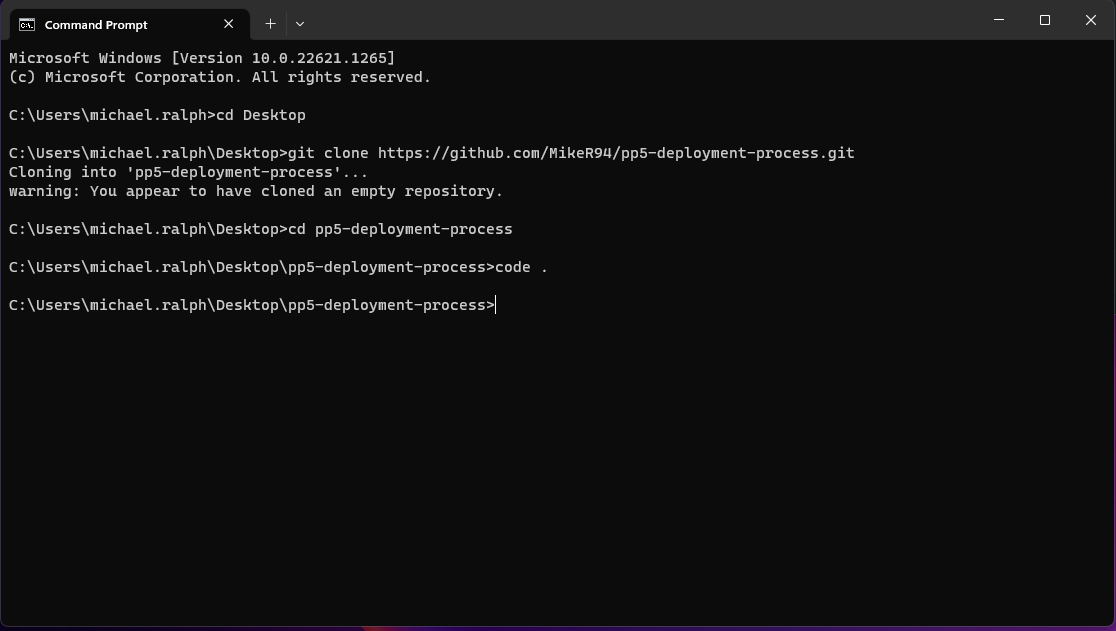 Command Prompt
Microsoft Windows [Version 10.0.22621.1265]
(c) Microsoft Corporation. All rights reserved.
C:\Users\michael.ralph>cd Desktop
C:\Users\michael.ralph\Desktop>git clone https://github.com/MikeR94/pp5-deployment-process.git
Cloning into 'pp5-deployment-process'...
warning: You appear to have cloned an empty repository.
C:\Users\michael.ralph\Desktop>cd pp5-deployment-process
C:\Users\michael.ralph\Desktop\pp5-deployment-process>code .
C:\Users\michael.ralph\Desktop\pp5-deployment-process>